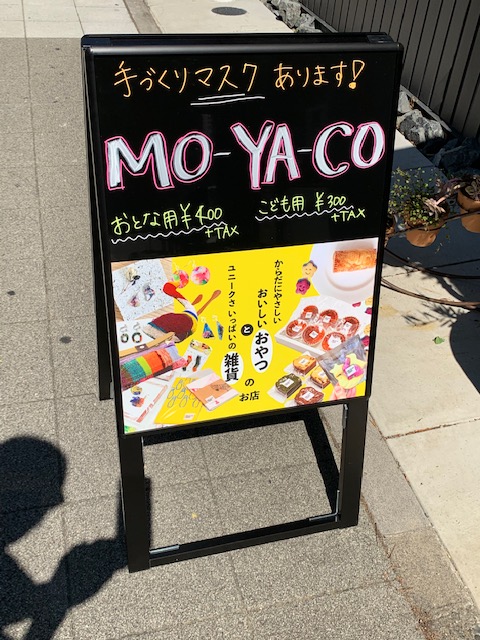 手づくりマスク あります!
MO-YA-CO
おとな用¥400
+TAX
こども用 ¥300
+TAX
からだにやさしい
おいしいおやつ
と
ユニークさいっぱいの
雑貨
の
お店